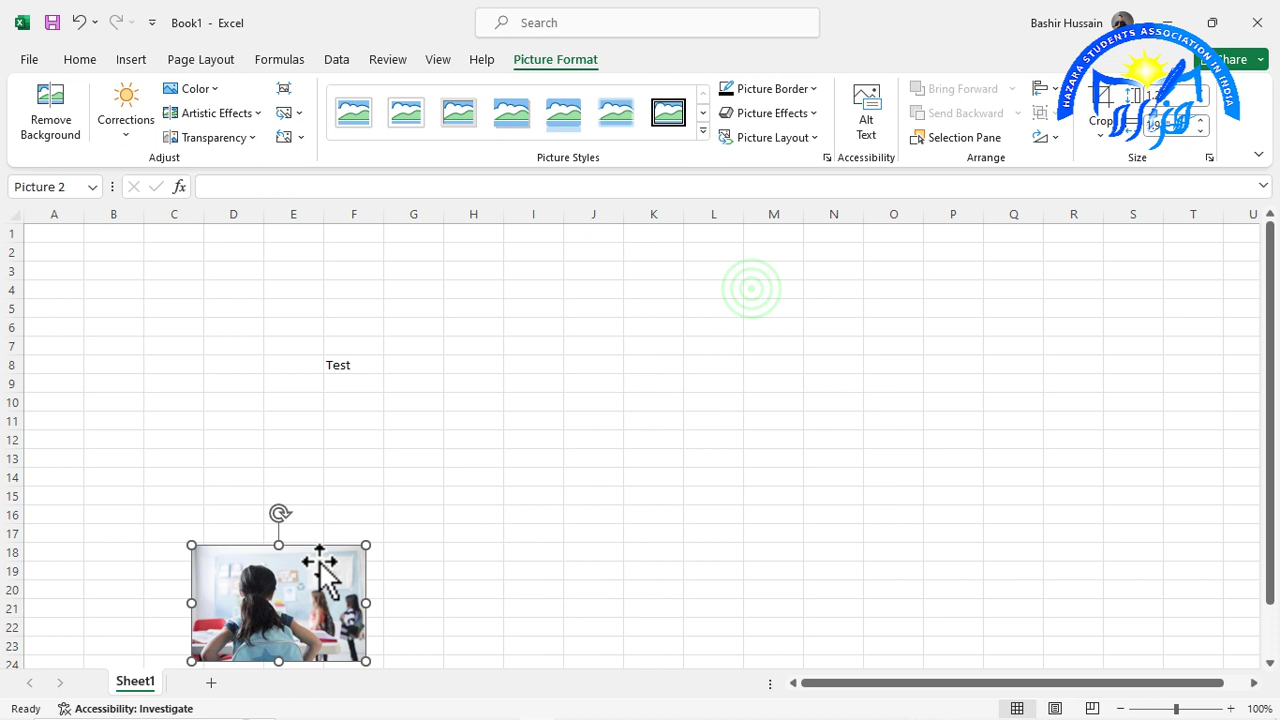 Book1 - Excel
Search
Bashir Hussain
File Home Insert Page Layout Formulas Data Review View Help Picture Format Share
HAZARA STUDENTS ASSOCIATION IN INDIA
Remove Background
Corrections
Color
Artistic Effects
Transparency
Adjust
Picture Border
Picture Effects
Picture Layout
Picture Styles
Alt Text
Accessibility
Bring Forward
Send Backward
Selection Pane
Arrange
Crop
Size
Picture 2
fx
A B C D E F G H I J K L M N O P Q R S T U
1
2
3
4
5
6
7
8 Test
9
10
11
12
13
14
15
16
17
18
19
20
21
22
23
24
Sheet1
Ready Accessibility: Investigate 100%